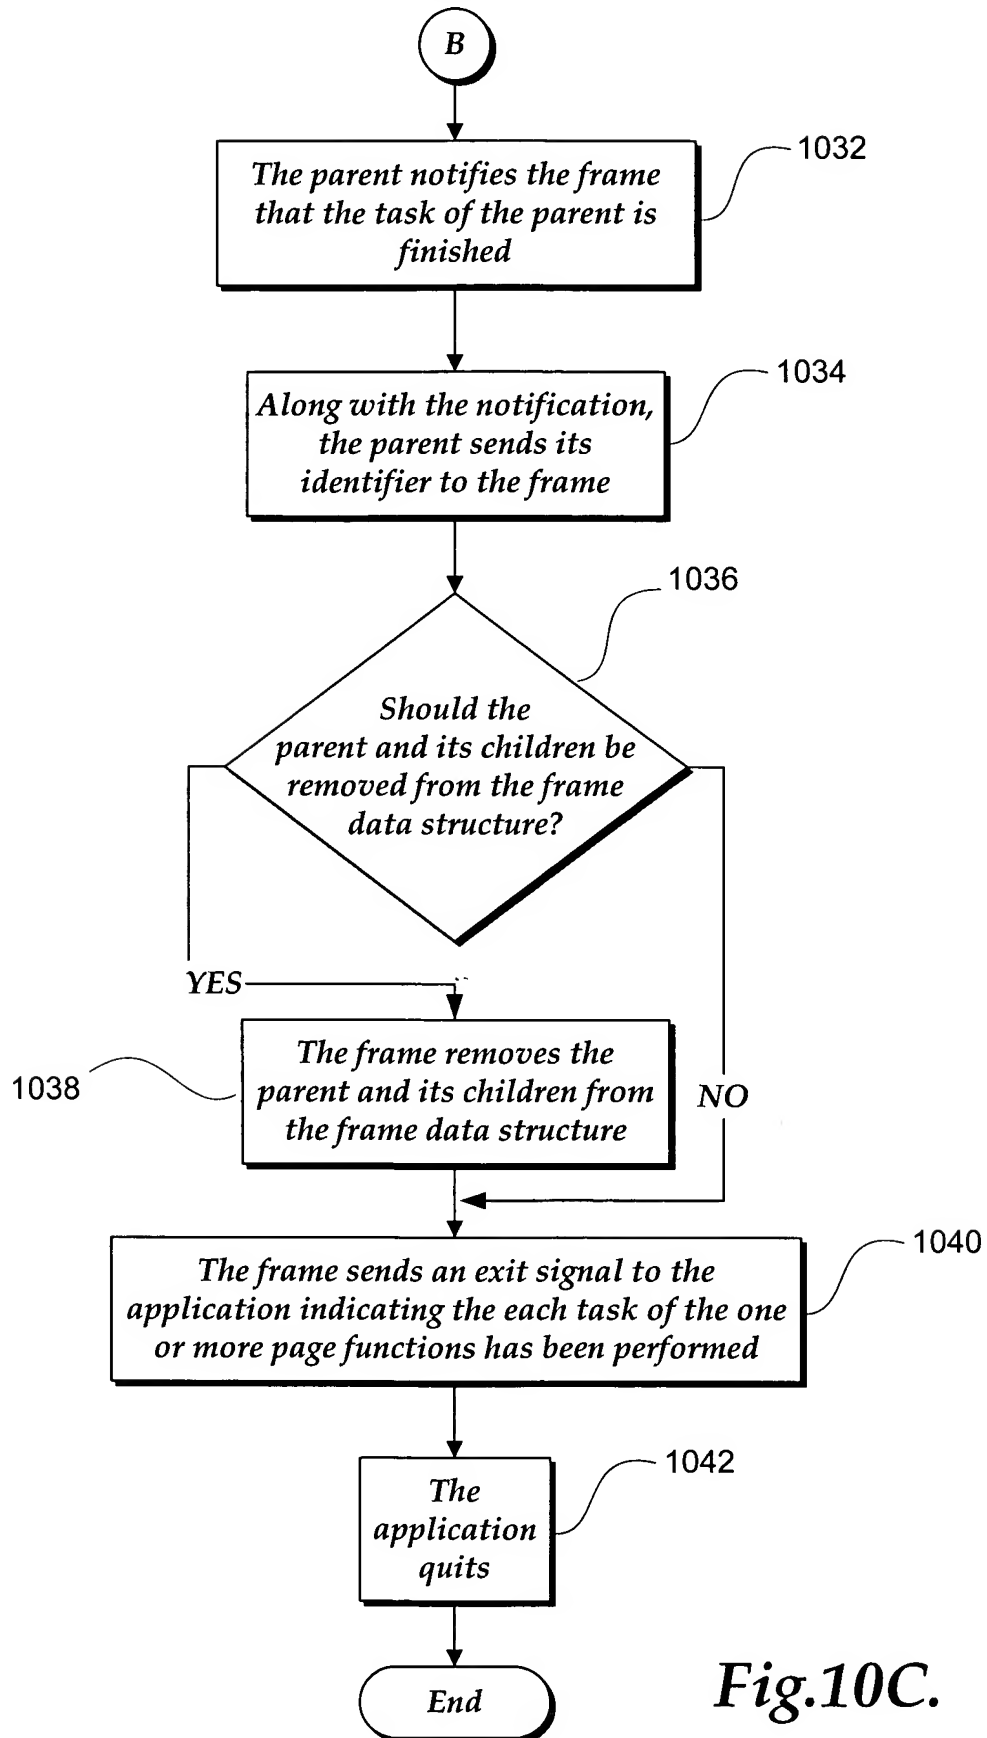 B
The parent notifies the frame
that the task of the parent is
finished
1032
Along with the notification,
the parent sends its
identifier to the frame
1034
1036
Should the
parent and its children be
removed from the frame
data structure?
YES
The frame removes the
parent and its children from
the frame data structure
1038
NO
The frame sends an exit signal to the
application indicating the each task of the one
or more page functions has been performed
1040
The
application
quits
1042
End
Fig.10C.